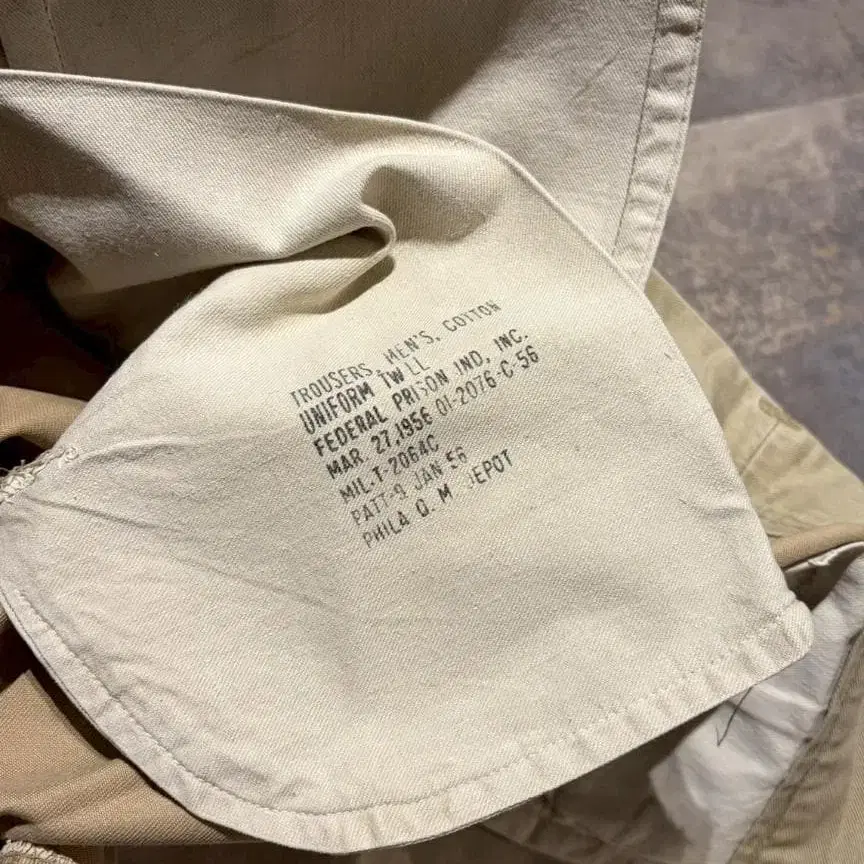 TROUSERS, MEN'S, COTTON
UNIFORM TWILL
FEDERAL PRISON IND, INC.
MAR. 27,1956 01-2076-C-56
MIL-T-2064C
PATT-9 JAN 56
PHILA Q. M. DEPOT